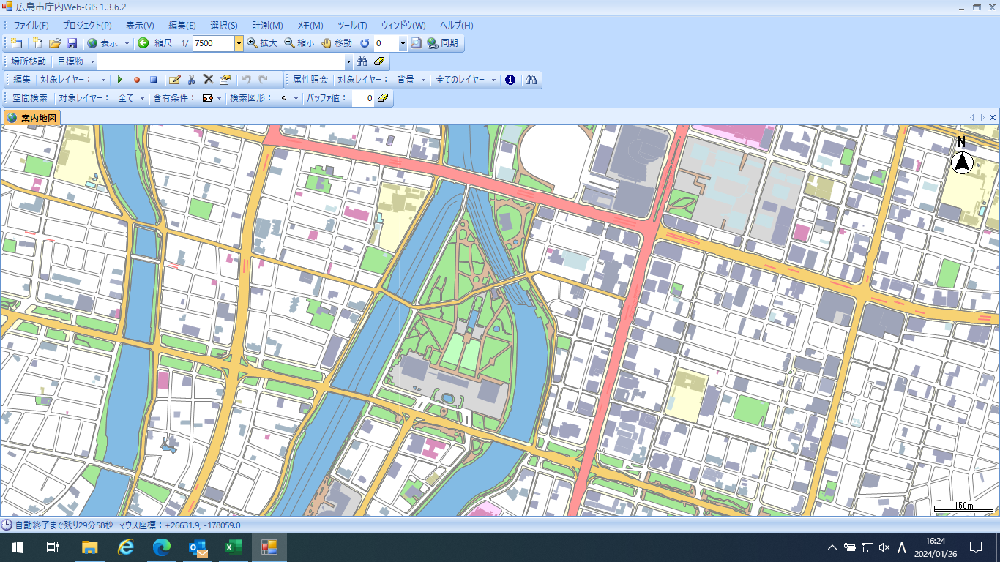 広島市庁内Web-GIS 1.3.6.2
ファイル(F) プロジェクト(P) 表示(V) 編集(E) 選択(S) 計測(M) メモ(M) ツール(T) ウィンドウ(W) ヘルプ(H)
表示 縮尺 1/ 7500 拡大 縮小 移動 0 同期
場所移動 目標物
編集 対象レイヤー： 属性照会 対象レイヤー： 背景 全てのレイヤー
空間検索 対象レイヤー： 全て 含有条件： 検索図形： バッファ値： 0
案内地図
N
150m
自動終了まで残り29分58秒 マウス座標：+26631.9, -178059.0
A
16:24
2024/01/26